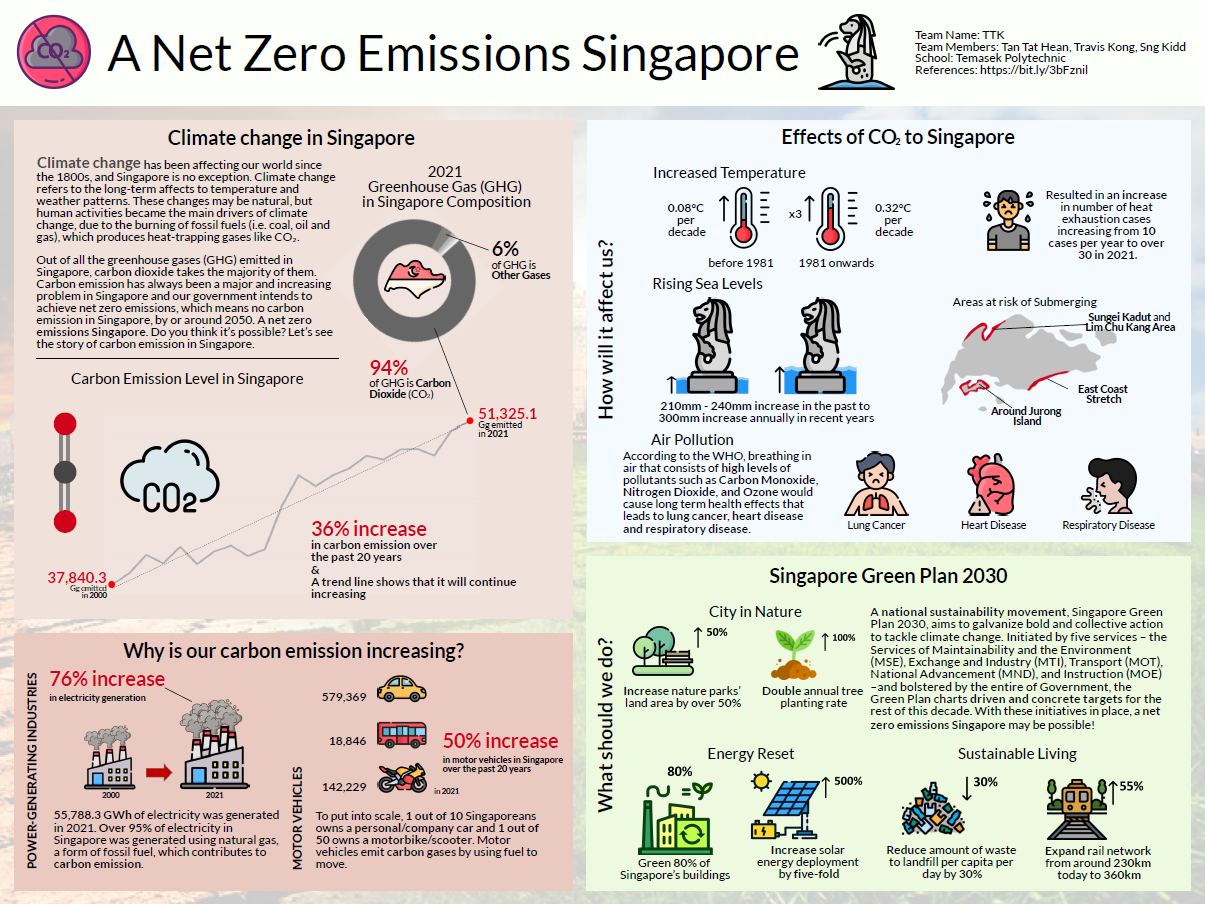 CO₂
A Net Zero Emissions Singapore
Team Name: TTK
Team Members: Tan Tat Hean, Travis Kong, Sng Kidd
School: Temasek Polytechnic
References: https://bit.ly/3bFznil
Climate change in Singapore
Climate change has been affecting our world since
the 1800s, and Singapore is no exception. Climate change
refers to the long-term affects to temperature and
weather patterns. These changes may be natural, but
human activities became the main drivers of climate
change, due to the burning of fossil fuels (i.e. coal, oil and
gas), which produces heat-trapping gases like CO₂.
Out of all the greenhouse gases (GHG) emitted in
Singapore, carbon dioxide takes the majority of them.
Carbon emission has always been a major and increasing
problem in Singapore and our government intends to
achieve net zero emissions, which means no carbon
emission in Singapore, by or around 2050. A net zero
emissions Singapore. Do you think it's possible? Let's see
the story of carbon emission in Singapore.
2021
Greenhouse Gas (GHG)
in Singapore Composition
6%
of GHG is
Other Gases
94%
of GHG is Carbon
Dioxide (CO₂)
Carbon Emission Level in Singapore
CO₂
51,325.1
Gg emitted
in 2021
36% increase
in carbon emission over
the past 20 years
&
A trend line shows that it will continue
increasing
37,840.3
Gg emitted
in 2000
Why is our carbon emission increasing?
POWER-GENERATING INDUSTRIES
76% increase
in electricity generation
2000
2021
55,788.3 GWh of electricity was generated
in 2021. Over 95% of electricity in
Singapore was generated using natural gas,
a form of fossil fuel, which contributes to
carbon emission.
MOTOR VEHICLES
579,369
18,846
142,229
in 2021
50% increase
in motor vehicles in Singapore
over the past 20 years
To put into scale, 1 out of 10 Singaporeans
owns a personal/company car and 1 out of
50 owns a motorbike/scooter. Motor
vehicles emit carbon gases by using fuel to
move.
Effects of CO₂ to Singapore
How will it affect us?
Increased Temperature
0.08°C
per
decade
before 1981
x3
0.32°C
per
decade
1981 onwards
Resulted in an increase
in number of heat
exhaustion cases
increasing from 10
cases per year to over
30 in 2021.
Rising Sea Levels
210mm - 240mm increase in the past to
300mm increase annually in recent years
Areas at risk of Submerging
Sungei Kadut and
Lim Chu Kang Area
East Coast
Stretch
Around Jurong
Island
Air Pollution
According to the WHO, breathing in
air that consists of high levels of
pollutants such as Carbon Monoxide,
Nitrogen Dioxide, and Ozone would
cause long term health effects that
leads to lung cancer, heart disease
and respiratory disease.
Lung Cancer
Heart Disease
Respiratory Disease
Singapore Green Plan 2030
What should we do?
City in Nature
50%
Increase nature parks'
land area by over 50%
100%
Double annual tree
planting rate
A national sustainability movement, Singapore Green
Plan 2030, aims to galvanize bold and collective action
to tackle climate change. Initiated by five services – the
Services of Maintainability and the Environment
(MSE), Exchange and Industry (MTI), Transport (MOT),
National Advancement (MND), and Instruction (MOE)
–and bolstered by the entire of Government, the
Green Plan charts driven and concrete targets for the
rest of this decade. With these initiatives in place, a net
zero emissions Singapore may be possible!
Energy Reset
80%
Green 80% of
Singapore's buildings
500%
Increase solar
energy deployment
by five-fold
Sustainable Living
30%
Reduce amount of waste
to landfill per capita per
day by 30%
55%
Expand rail network
from around 230km
today to 360km